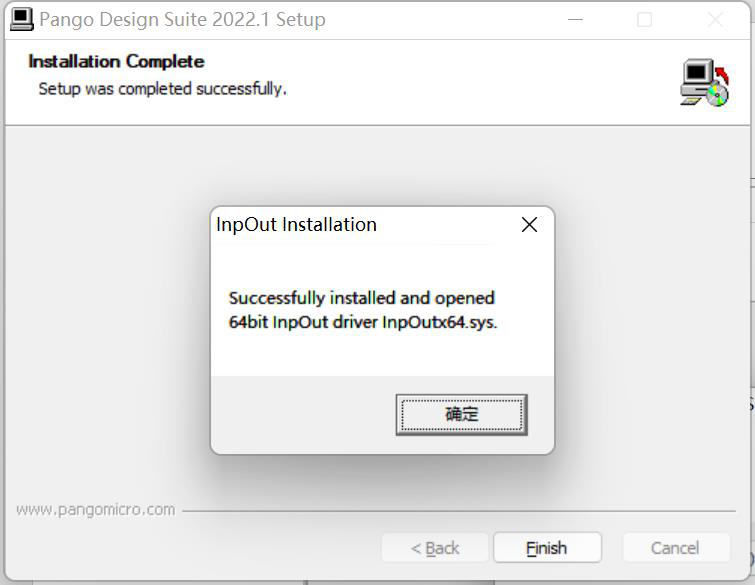 Pango Design Suite 2022.1 Setup
Installation Complete
Setup was completed successfully.
InpOut Installation
Successfully installed and opened
64bit InpOut driver InpOutx64.sys.
确定
www.pangomicro.com
< Back
Finish
Cancel